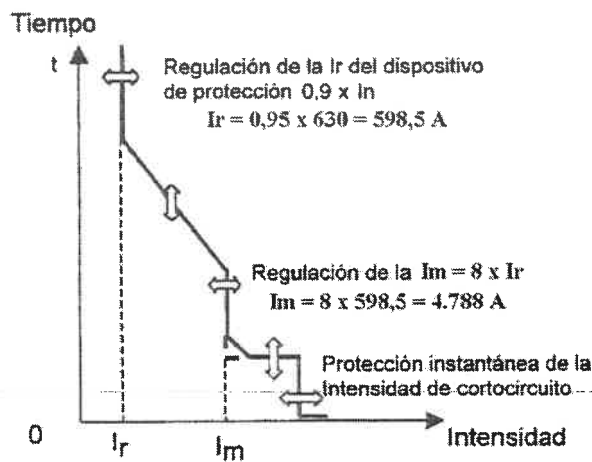 Tiempo
t
Regulación de la Ir del dispositivo
de protección 0,9 x In
Ir = 0,95 x 630 = 598,5 A
Regulación de la Im = 8 x Ir
Im = 8 x 598,5 = 4.788 A
Protección instantánea de la
Intensidad de cortocircuito
0
Ir
Im
Intensidad